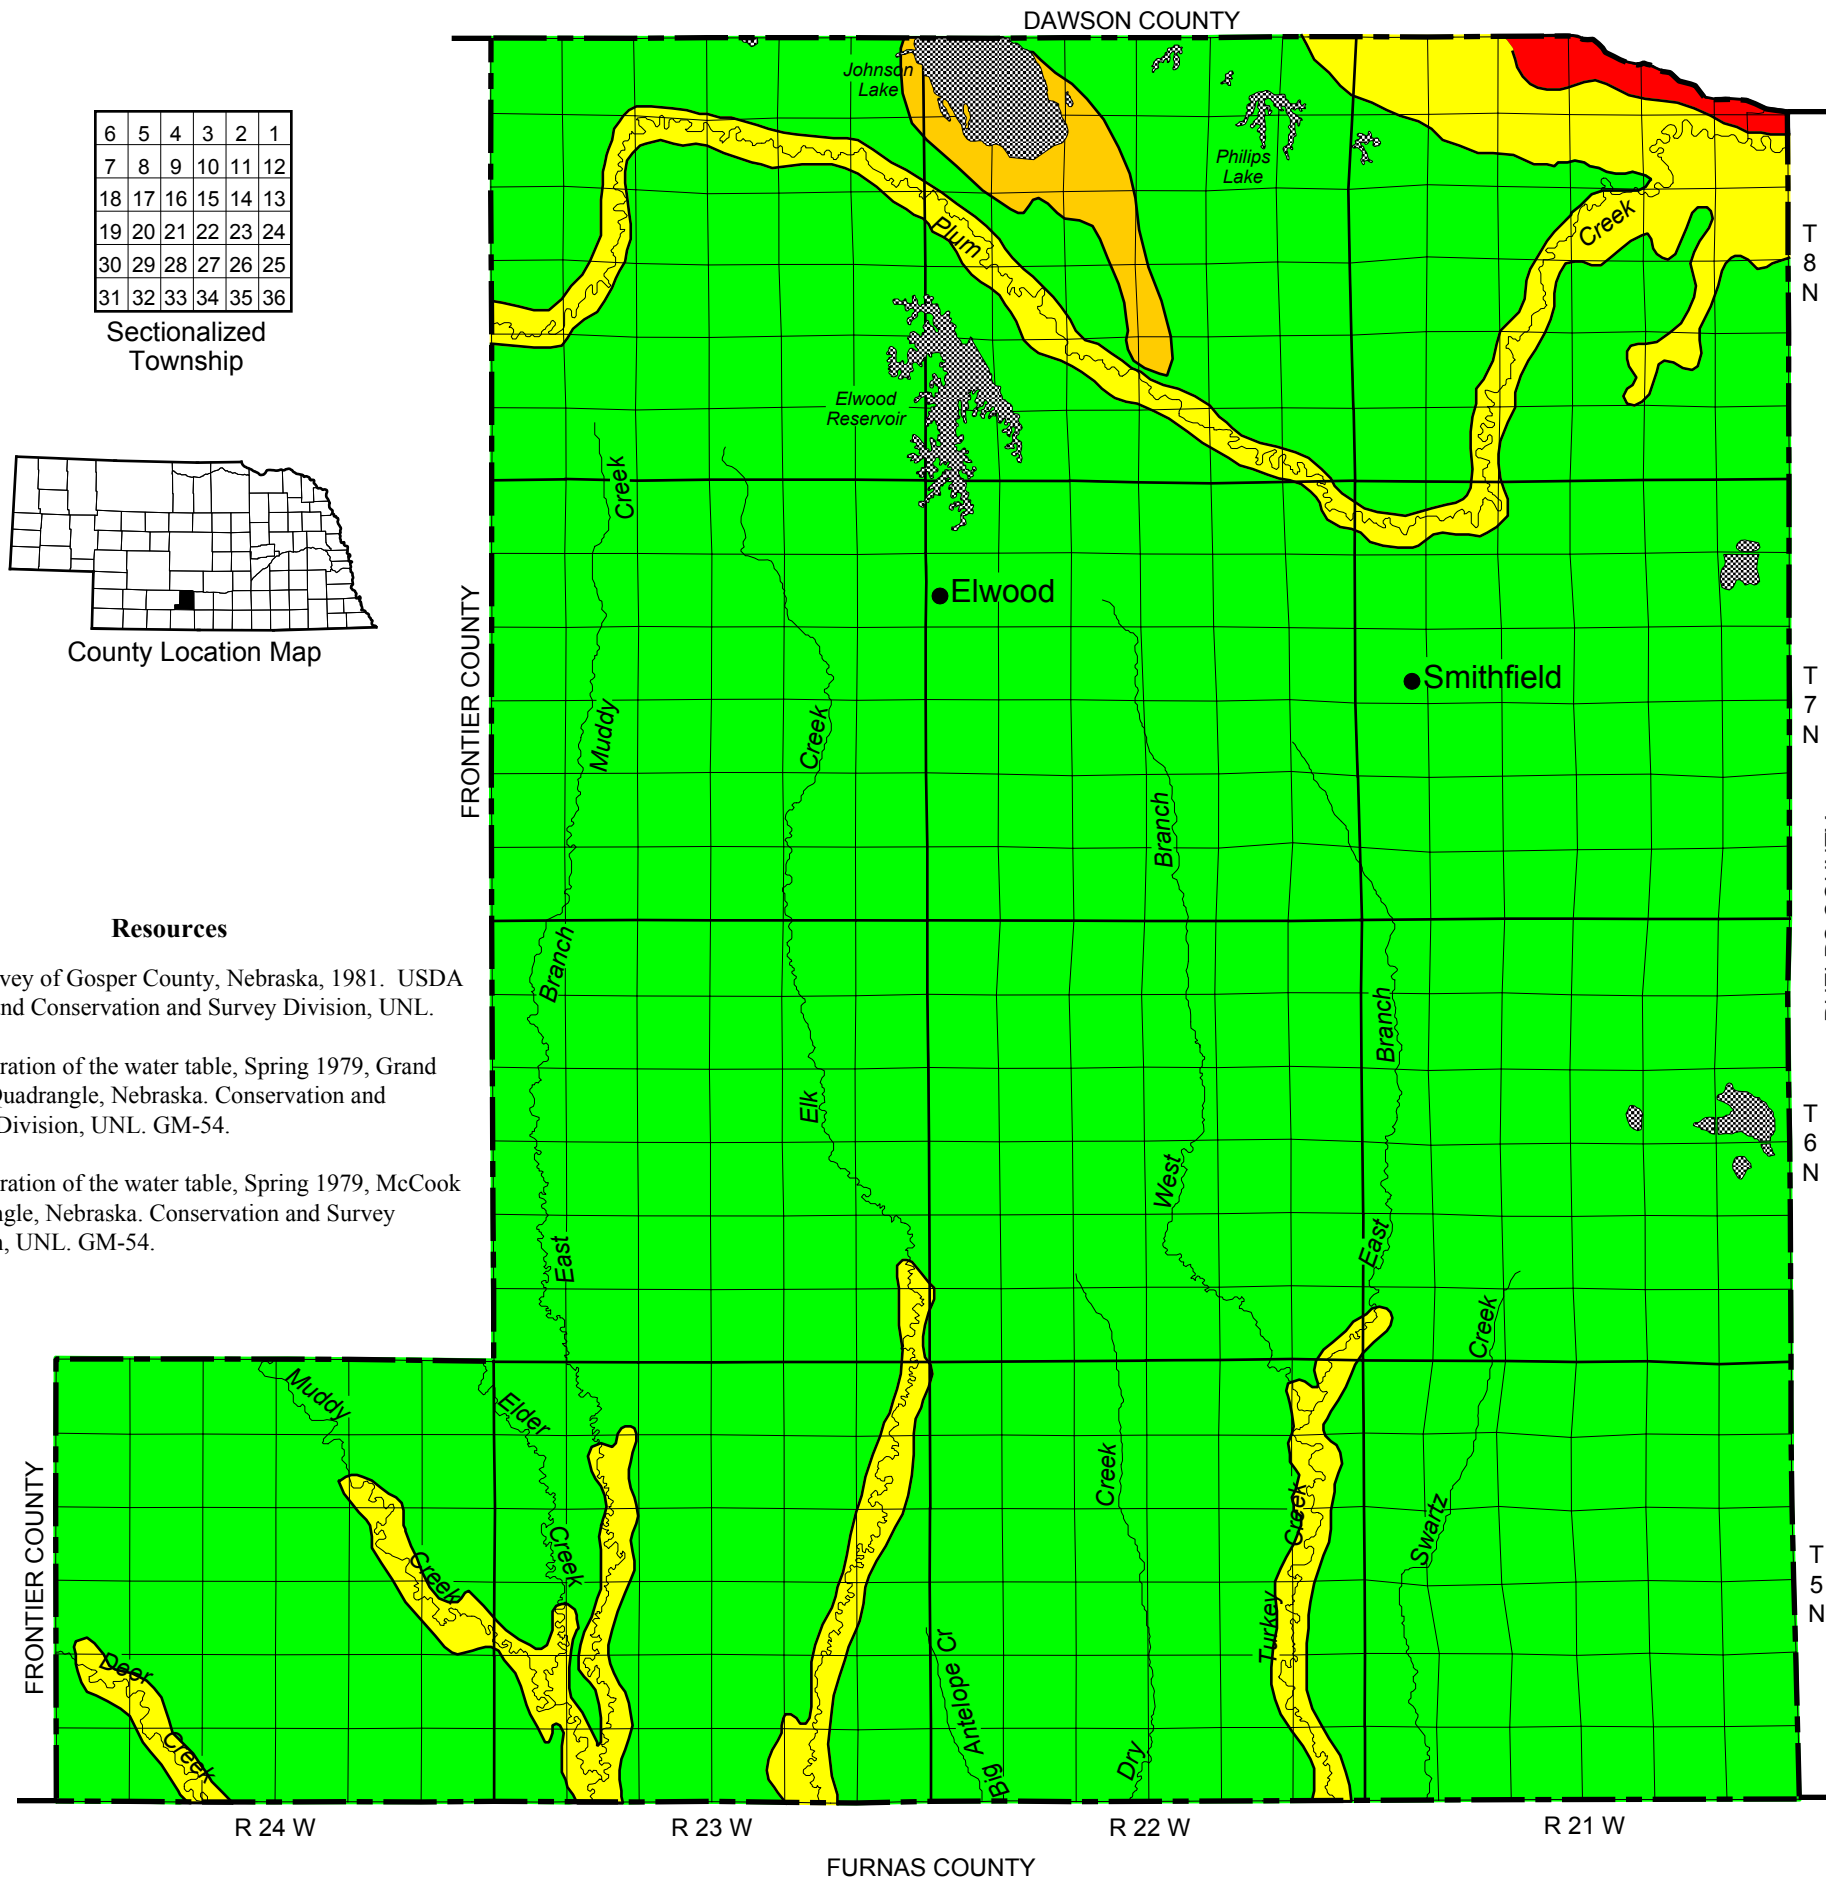 DAWSON COUNTY
6 5 4 3 2 1
7 8 9 10 11 12
18 17 16 15 14 13
19 20 21 22 23 24
30 29 28 27 26 25
31 32 33 34 35 36
Sectionalized
Township
County Location Map
Resources
vey of Gosper County, Nebraska, 1981. USDA
nd Conservation and Survey Division, UNL.
ration of the water table, Spring 1979, Grand
Quadrangle, Nebraska. Conservation and
Division, UNL. GM-54.
ration of the water table, Spring 1979, McCook
ngle, Nebraska. Conservation and Survey
n, UNL. GM-54.
Johnson
Lake
Philips
Lake
Plum
Creek
Elwood
Reservoir
Creek
Elwood
Smithfield
FRONTIER COUNTY
Muddy
Creek
Branch
Branch
Branch
Elk
West
East
East
Creek
Muddy
Elder
Creek
Creek
Creek
Creek
Swartz
Turkey
Deer
Creek
Big Antelope Cr
Dry
FRONTIER COUNTY
T
8
N
T
7
N
T
6
N
T
5
N
R 24 W
R 23 W
R 22 W
R 21 W
FURNAS COUNTY